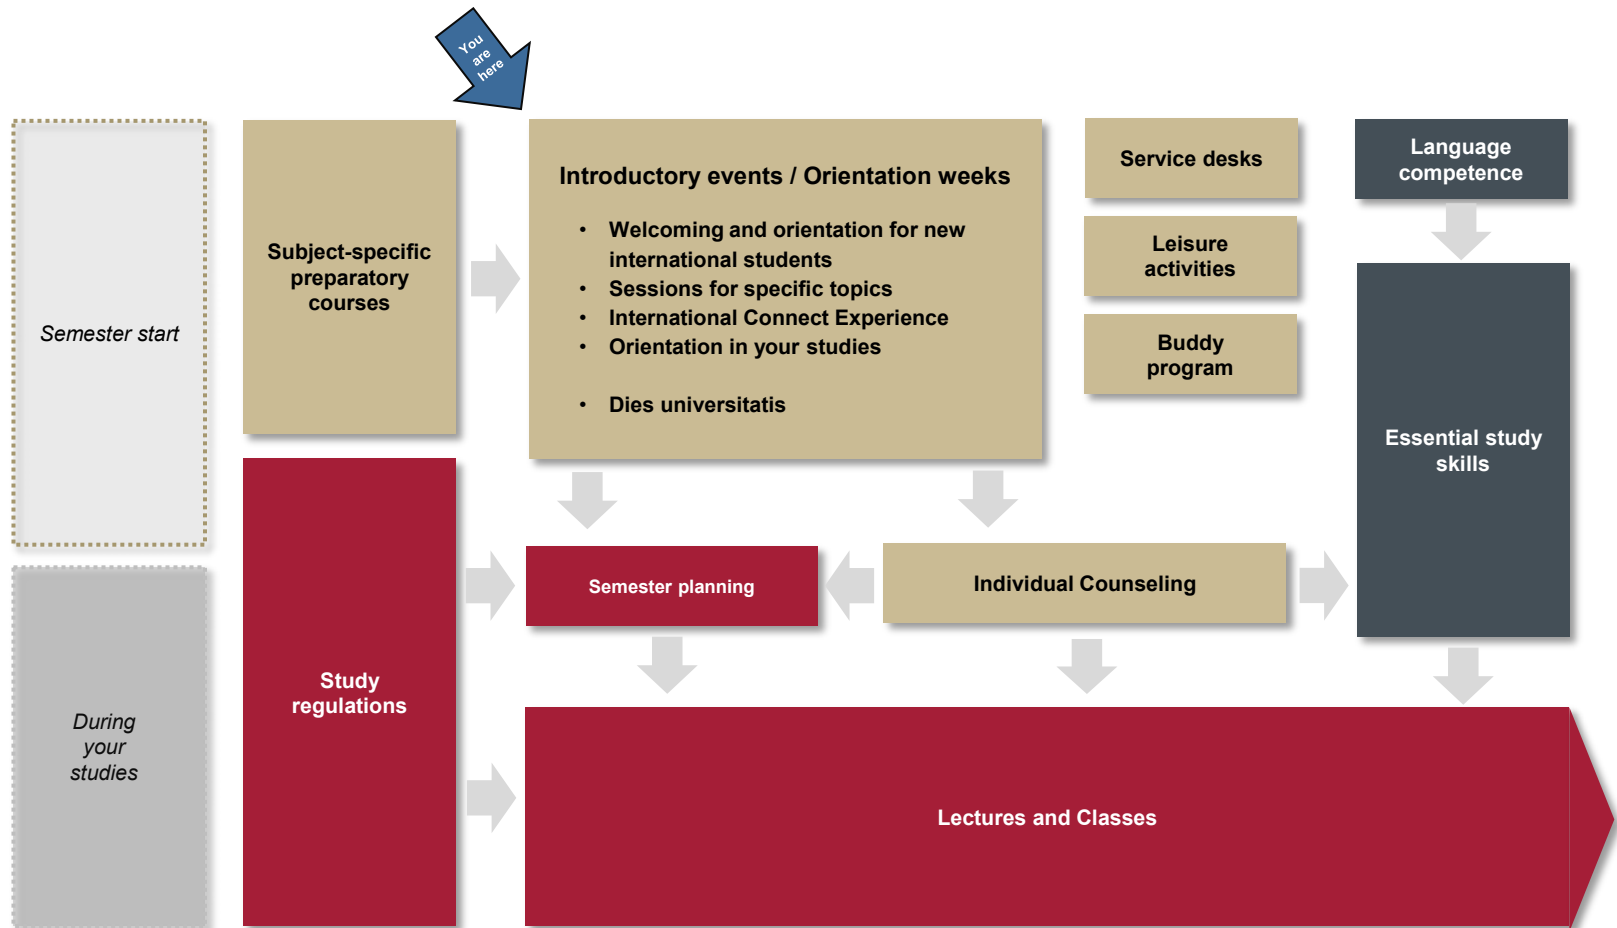 You
are
here
Semester start
Subject-specific
preparatory
courses
Introductory events / Orientation weeks
• Welcoming and orientation for new
international students
• Sessions for specific topics
• International Connect Experience
• Orientation in your studies
• Dies universitatis
Service desks
Leisure
activities
Buddy
program
Language
competence
Essential study
skills
Semester planning
Individual Counseling
Study
regulations
During
your
studies
Lectures and Classes